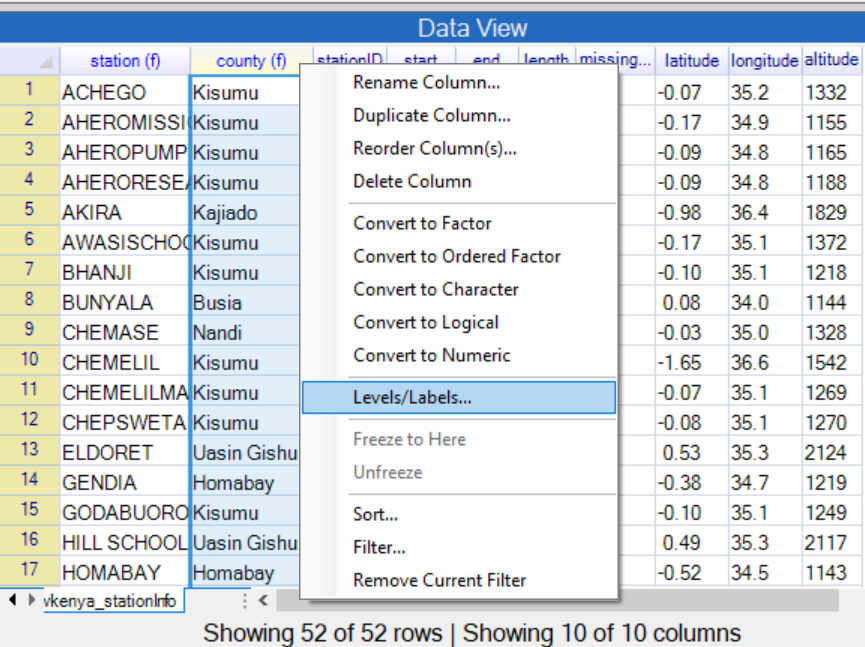 Data View
station (f) county (f) stationID start end length missing... latitude longitude altitude
1 ACHEGO Kisumu -0.07 35.2 1332
2 AHEROMISSI Kisumu -0.17 34.9 1155
3 AHEROPUMP Kisumu -0.09 34.8 1165
4 AHERORESEA Kisumu -0.09 34.8 1188
5 AKIRA Kajiado -0.98 36.4 1829
6 AWASISCHOO Kisumu -0.17 35.1 1372
7 BHANJI Kisumu -0.10 35.1 1218
8 BUNYALA Busia 0.08 34.0 1144
9 CHEMASE Nandi -0.03 35.0 1328
10 CHEMELIL Kisumu -1.65 36.6 1542
11 CHEMELILMA Kisumu -0.07 35.1 1269
12 CHEPSWETA Kisumu -0.08 35.1 1270
13 ELDORET Uasin Gishu 0.53 35.3 2124
14 GENDIA Homabay -0.38 34.7 1219
15 GODABUORO Kisumu -0.10 35.1 1249
16 HILL SCHOOL Uasin Gishu 0.49 35.3 2117
17 HOMABAY Homabay -0.52 34.5 1143
Rename Column...
Duplicate Column...
Reorder Column(s)...
Delete Column
Convert to Factor
Convert to Ordered Factor
Convert to Character
Convert to Logical
Convert to Numeric
Levels/Labels...
Freeze to Here
Unfreeze
Sort...
Filter...
Remove Current Filter
vkenya_stationInfo
Showing 52 of 52 rows | Showing 10 of 10 columns